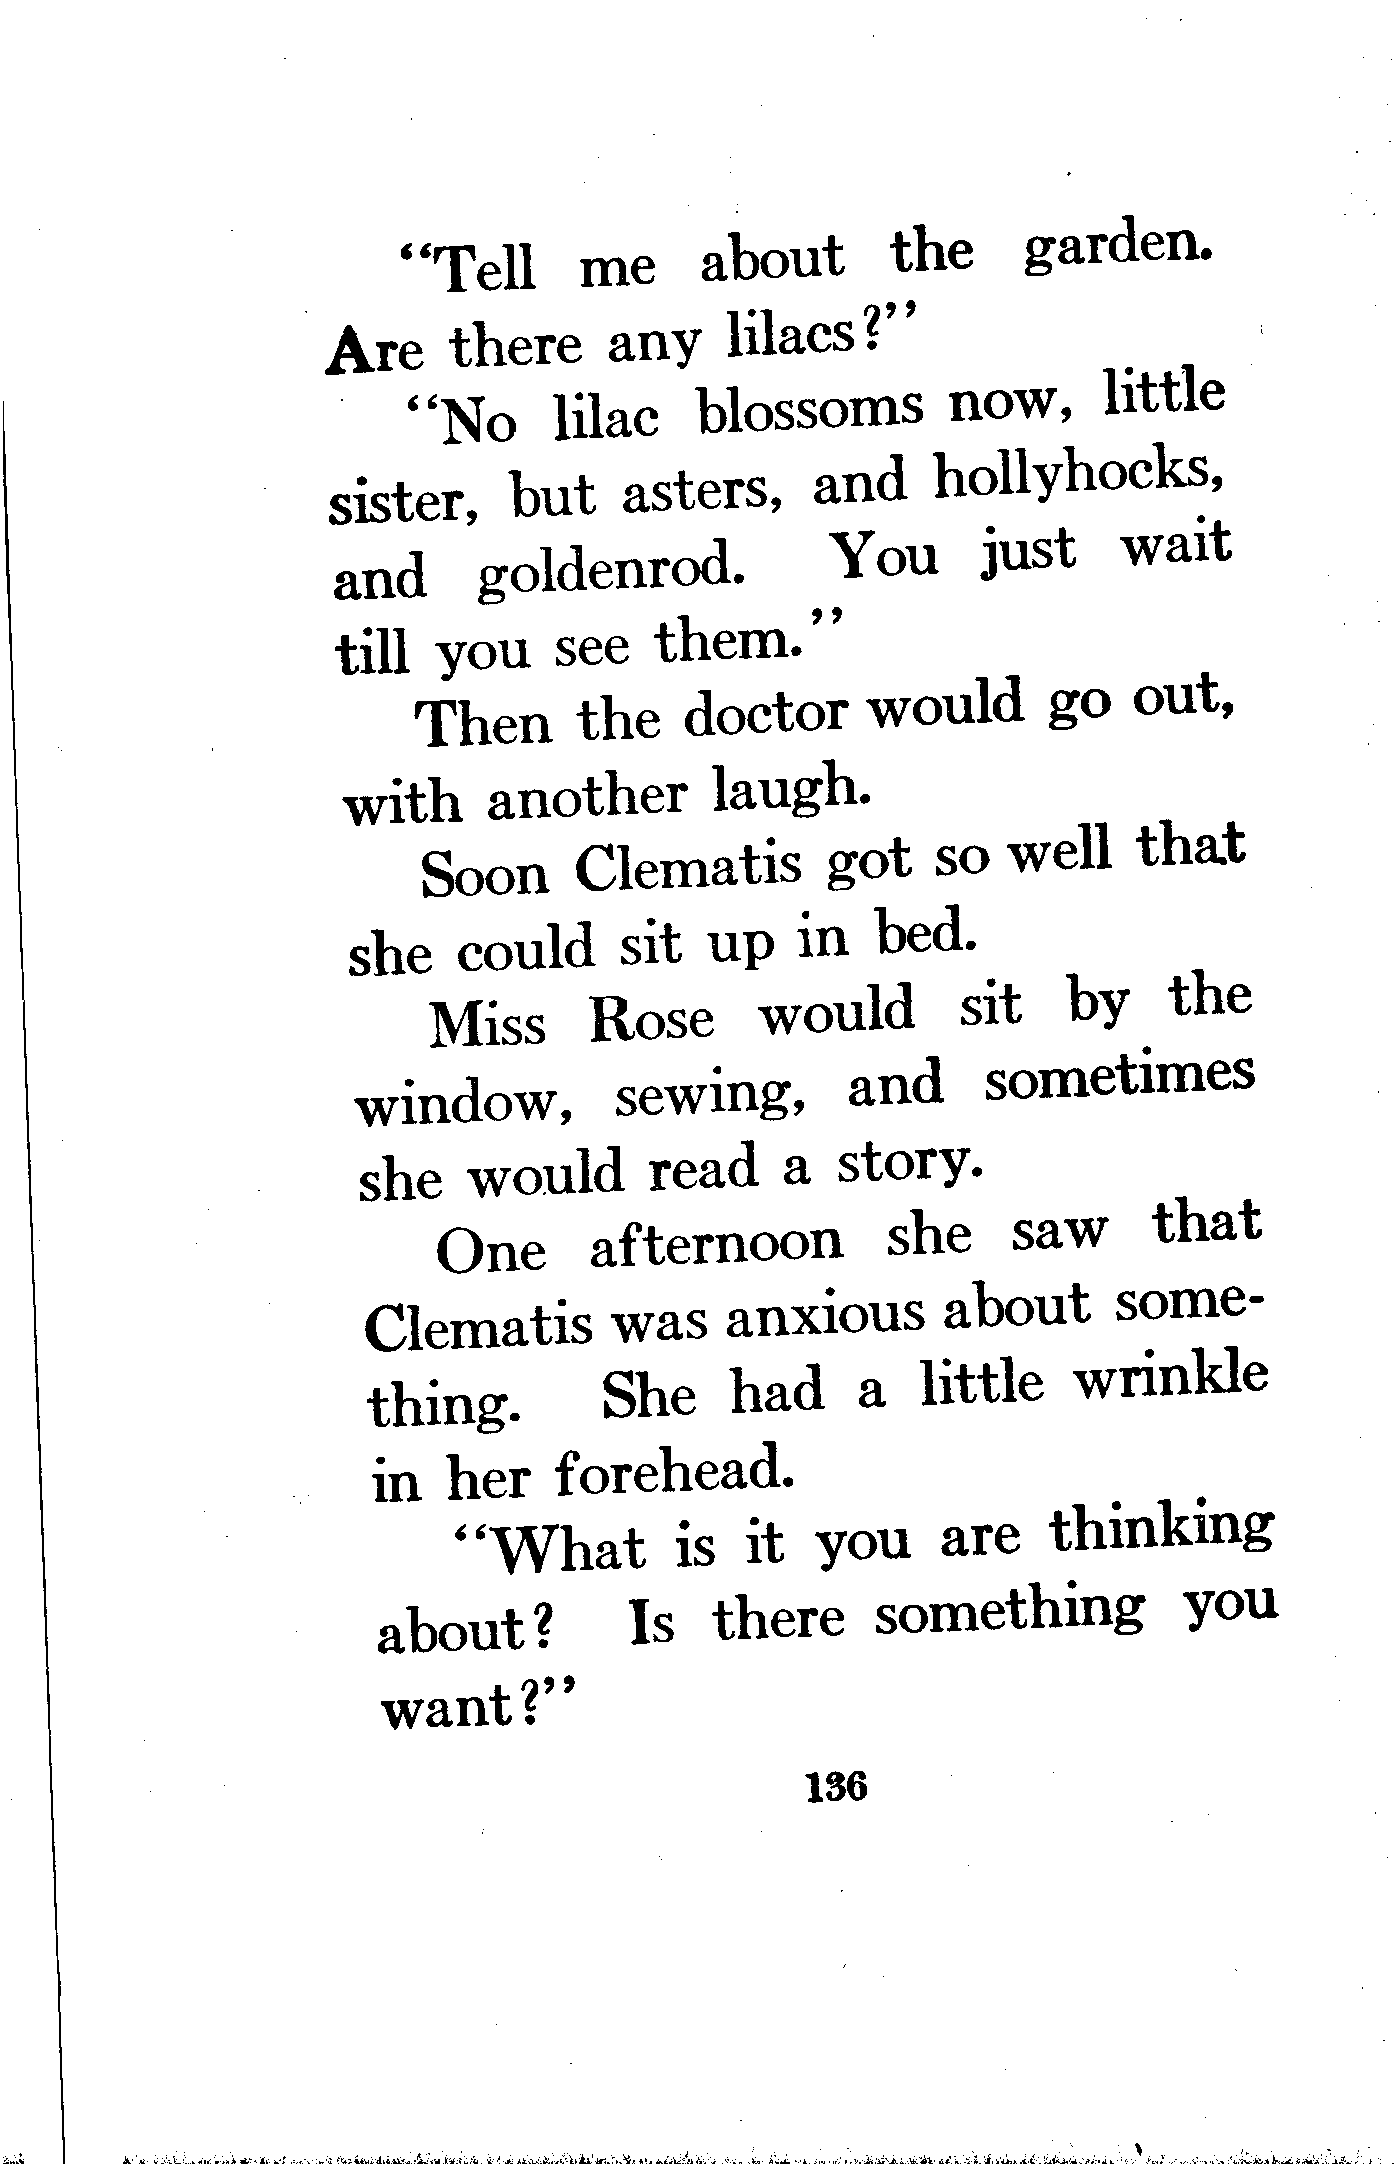 “Tell me about the garden.
Are there any lilacs?”
“No lilac blossoms now, little
sister, but asters, and hollyhocks,
and goldenrod. You just wait
till you see them.”
Then the doctor would go out,
with another laugh.
Soon Clematis got so well that
she could sit up in bed.
Miss Rose would sit by the
window, sewing, and sometimes
she would read a story.
One afternoon she saw that
Clematis was anxious about some-
thing. She had a little wrinkle
in her forehead.
“What is it you are thinking
about? Is there something you
want?”
136